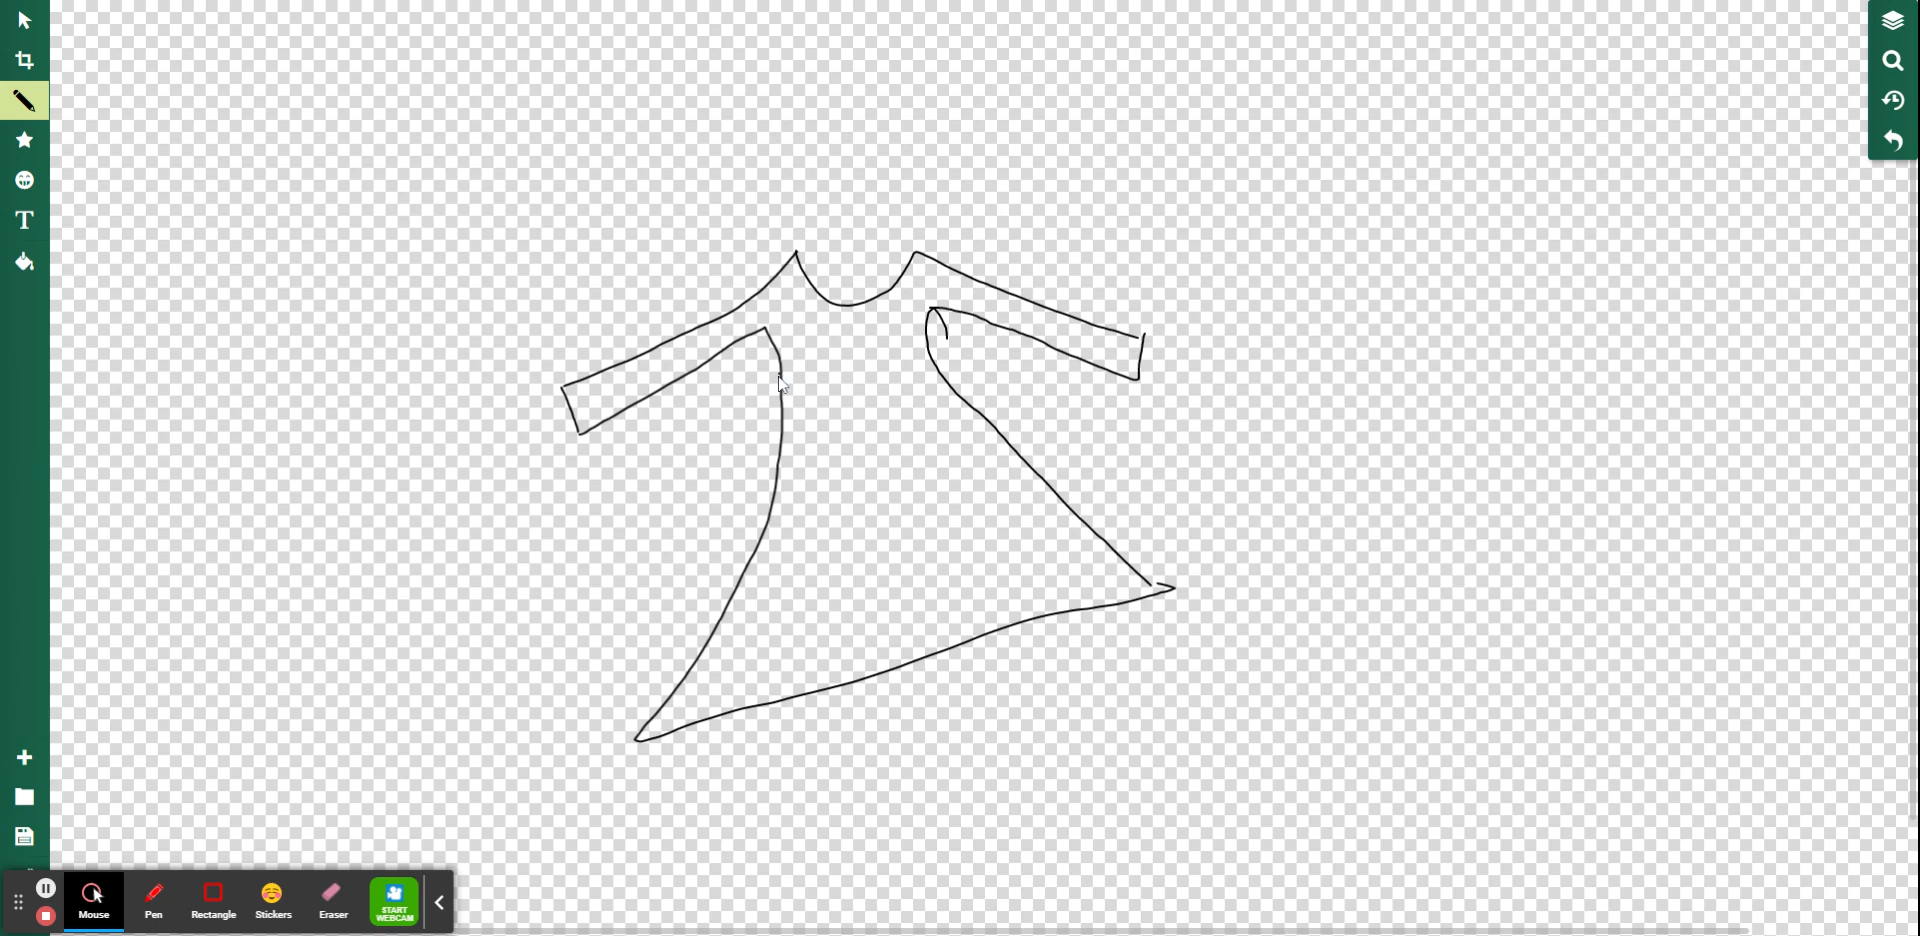 T
Mouse
Pen
Rectangle
Stickers
Eraser
START
WEBCAM